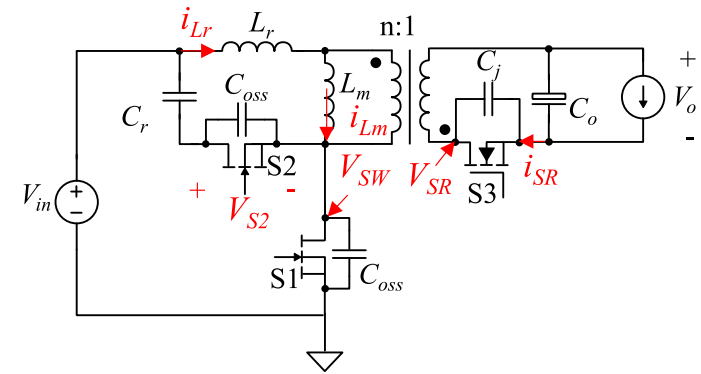 i_Lr
L_r
n:1
C_oss
L_m
C_j
+
C_r
i_Lm
C_o
V_o
-
S2
V_SW
V_SR
i_SR
+
-
V_in
V_S2
S3
S1
C_oss